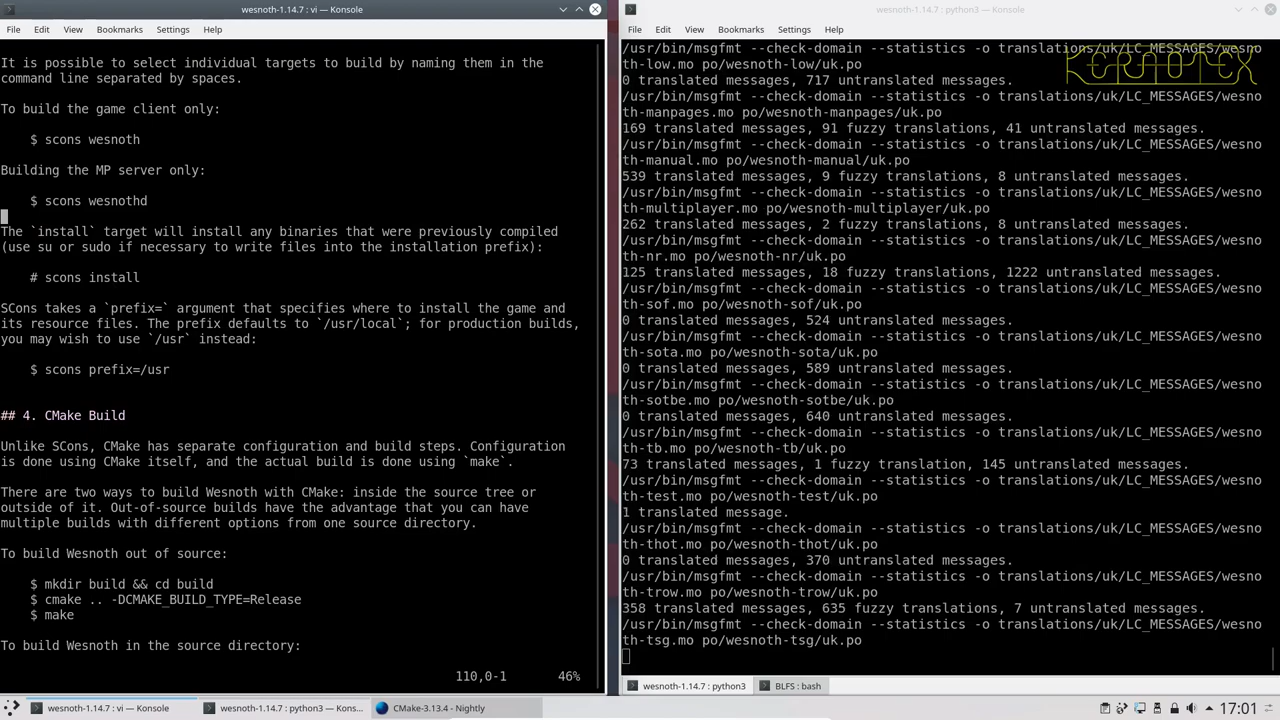 wesnoth-1.14.7 : vi — Konsole
File Edit View Bookmarks Settings Help
It is possible to select individual targets to build by naming them in the
command line separated by spaces.
To build the game client only:
$ scons wesnoth
Building the MP server only:
$ scons wesnothd
The `install` target will install any binaries that were previously compiled
(use su or sudo if necessary to write files into the installation prefix):
# scons install
SCons takes a `prefix=` argument that specifies where to install the game and
its resource files. The prefix defaults to `/usr/local`; for production builds,
you may wish to use `/usr` instead:
$ scons prefix=/usr
## 4. CMake Build
Unlike SCons, CMake has separate configuration and build steps. Configuration
is done using CMake itself, and the actual build is done using `make`.
There are two ways to build Wesnoth with CMake: inside the source tree or
outside of it. Out-of-source builds have the advantage that you can have
multiple builds with different options from one source directory.
To build Wesnoth out of source:
$ mkdir build && cd build
$ cmake .. -DCMAKE_BUILD_TYPE=Release
$ make
To build Wesnoth in the source directory:
110,0-1 46%
wesnoth-1.14.7 : python3 — Konsole
File Edit View Bookmarks Settings Help
/usr/bin/msgfmt --check-domain --statistics -o translations/uk/LC_MESSAGES/wesno
th-low.mo po/wesnoth-low/uk.po
0 translated messages, 717 untranslated messages.
/usr/bin/msgfmt --check-domain --statistics -o translations/uk/LC_MESSAGES/wesno
th-manpages.mo po/wesnoth-manpages/uk.po
169 translated messages, 91 fuzzy translations, 41 untranslated messages.
/usr/bin/msgfmt --check-domain --statistics -o translations/uk/LC_MESSAGES/wesno
th-manual.mo po/wesnoth-manual/uk.po
539 translated messages, 9 fuzzy translations, 8 untranslated messages.
/usr/bin/msgfmt --check-domain --statistics -o translations/uk/LC_MESSAGES/wesno
th-multiplayer.mo po/wesnoth-multiplayer/uk.po
262 translated messages, 2 fuzzy translations, 8 untranslated messages.
/usr/bin/msgfmt --check-domain --statistics -o translations/uk/LC_MESSAGES/wesno
th-nr.mo po/wesnoth-nr/uk.po
125 translated messages, 18 fuzzy translations, 1222 untranslated messages.
/usr/bin/msgfmt --check-domain --statistics -o translations/uk/LC_MESSAGES/wesno
th-sof.mo po/wesnoth-sof/uk.po
0 translated messages, 524 untranslated messages.
/usr/bin/msgfmt --check-domain --statistics -o translations/uk/LC_MESSAGES/wesno
th-sota.mo po/wesnoth-sota/uk.po
0 translated messages, 589 untranslated messages.
/usr/bin/msgfmt --check-domain --statistics -o translations/uk/LC_MESSAGES/wesno
th-sotbe.mo po/wesnoth-sotbe/uk.po
0 translated messages, 640 untranslated messages.
/usr/bin/msgfmt --check-domain --statistics -o translations/uk/LC_MESSAGES/wesno
th-tb.mo po/wesnoth-tb/uk.po
73 translated messages, 1 fuzzy translation, 145 untranslated messages.
/usr/bin/msgfmt --check-domain --statistics -o translations/uk/LC_MESSAGES/wesno
th-test.mo po/wesnoth-test/uk.po
1 translated message.
/usr/bin/msgfmt --check-domain --statistics -o translations/uk/LC_MESSAGES/wesno
th-thot.mo po/wesnoth-thot/uk.po
0 translated messages, 370 untranslated messages.
/usr/bin/msgfmt --check-domain --statistics -o translations/uk/LC_MESSAGES/wesno
th-trow.mo po/wesnoth-trow/uk.po
358 translated messages, 635 fuzzy translations, 7 untranslated messages.
/usr/bin/msgfmt --check-domain --statistics -o translations/uk/LC_MESSAGES/wesno
th-tsg.mo po/wesnoth-tsg/uk.po
wesnoth-1.14.7 : python3 BLFS : bash
wesnoth-1.14.7 : vi — Konsole wesnoth-1.14.7 : python3 — Kons... CMake-3.13.4 - Nightly 17:01